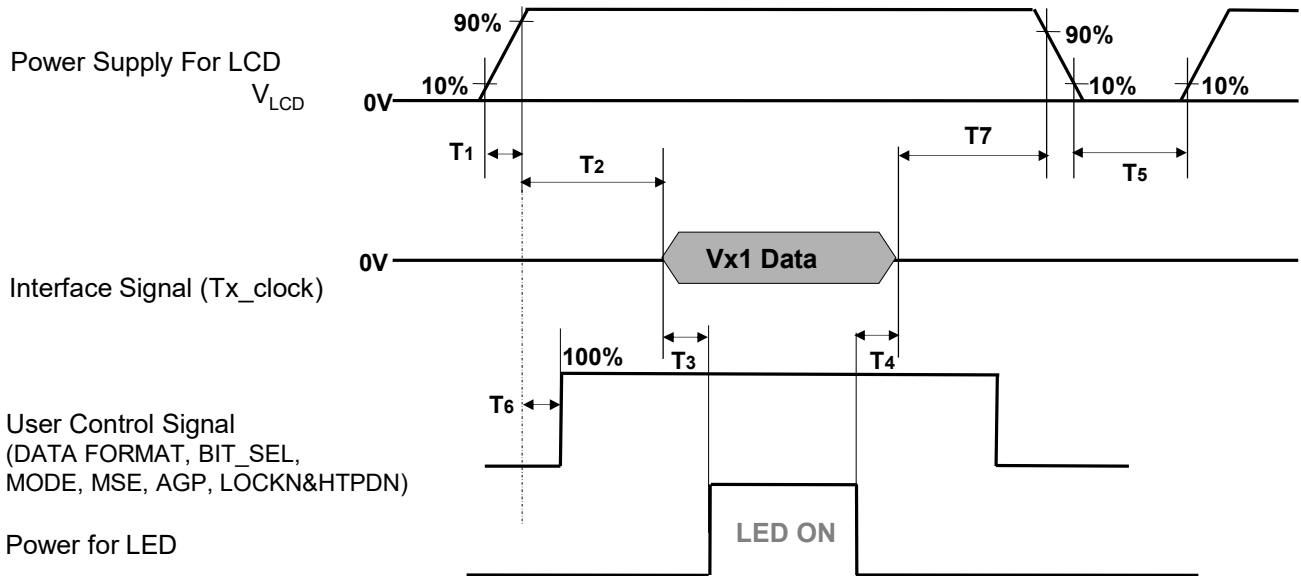 90%
90%
Power Supply For LCD
10%
10%
10%
VLCD
0V
T1
T2
T7
T5
0V
Vx1 Data
Interface Signal (Tx_clock)
100%
T3
T4
T6
User Control Signal
(DATA FORMAT, BIT_SEL,
MODE, MSE, AGP, LOCKN&HTPDN)
LED ON
Power for LED